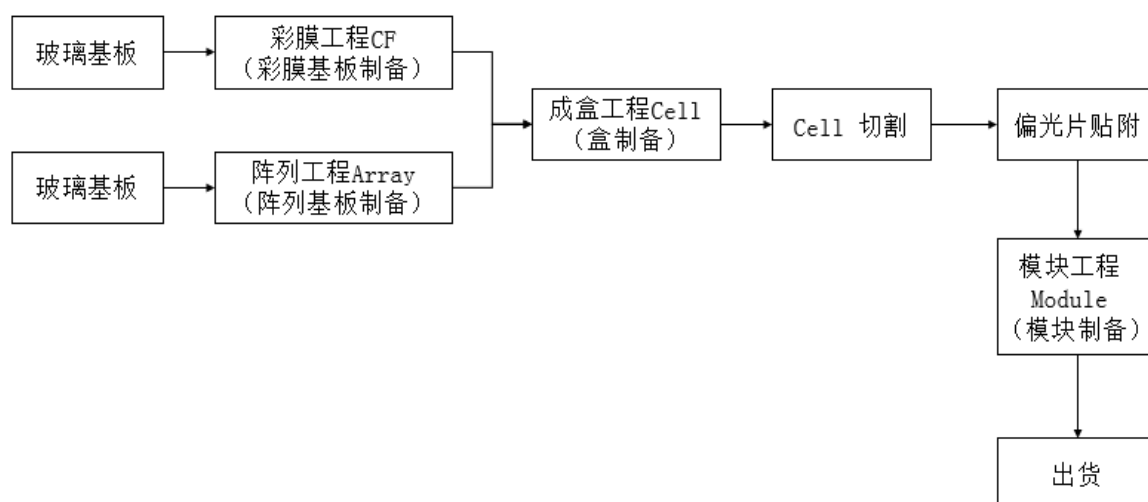 玻璃基板
彩膜工程CF
（彩膜基板制备）
玻璃基板
阵列工程Array
（阵列基板制备）
成盒工程Cell
（盒制备）
Cell 切割
偏光片贴附
模块工程
Module
（模块制备）
出货